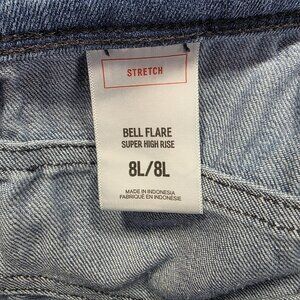 STRETCH
BELL FLARE
SUPER HIGH RISE
8L/8L
MADE IN INDONESIA
FABRIQUÉ EN INDONÉSIE